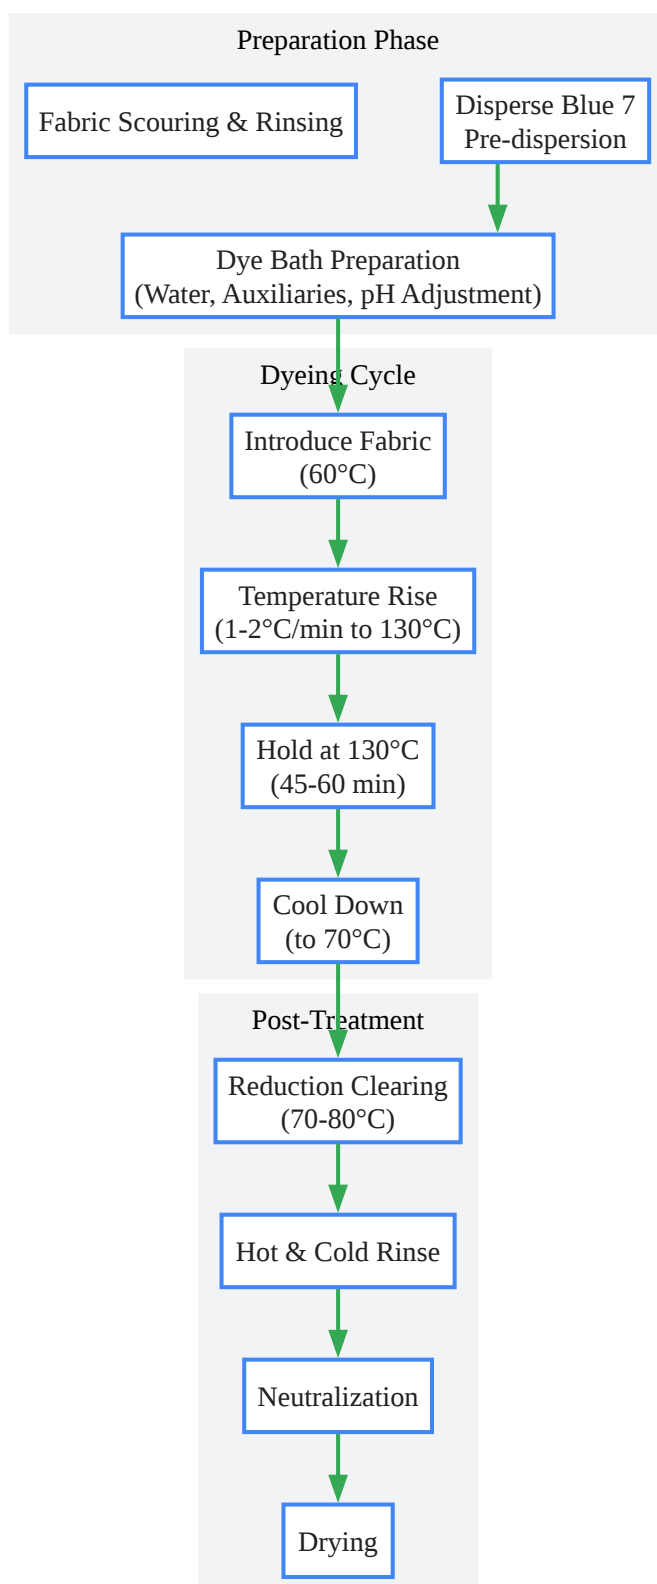 Preparation Phase
Fabric Scouring & Rinsing
Disperse Blue 7
Pre-dispersion
Dye Bath Preparation
(Water, Auxiliaries, pH Adjustment)
Dyeing Cycle
Introduce Fabric
(60°C)
Temperature Rise
(1-2°C/min to 130°C)
Hold at 130°C
(45-60 min)
Cool Down
(to 70°C)
Post-Treatment
Reduction Clearing
(70-80°C)
Hot & Cold Rinse
Neutralization
Drying